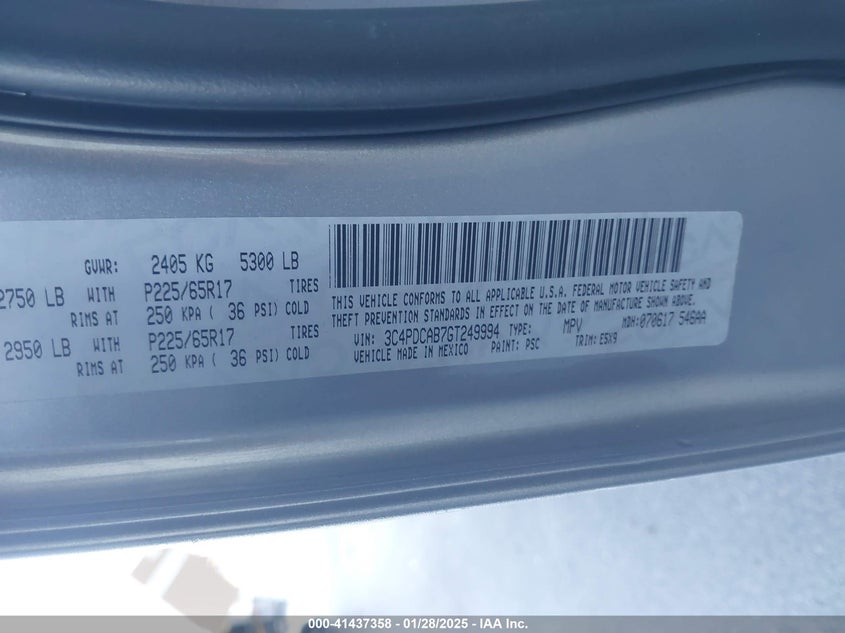 GVWR: 2405 KG 5300 LB
2750 LB WITH P225/65R17 TIRES
RIMS AT 250 KPA ( 36 PSI) COLD
2950 LB WITH P225/65R17 TIRES
RIMS AT 250 KPA ( 36 PSI) COLD
THIS VEHICLE CONFORMS TO ALL APPLICABLE U.S.A. FEDERAL MOTOR VEHICLE SAFETY AND
THEFT PREVENTION STANDARDS IN EFFECT ON THE DATE OF MANUFACTURE SHOWN ABOVE.
VIN: 3C4PDCAB7GT249994 TYPE: MPV MDH:070617 546AA
VEHICLE MADE IN MEXICO PAINT: PSC TRIM: E5X9
000-41437358 - 01/28/2025 - IAA Inc.